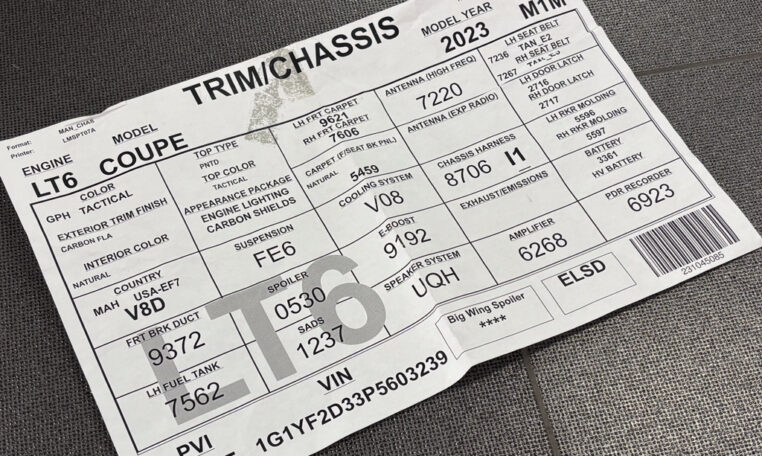 Format: MAN_CHAS
Printer: LMSPT07A
ENGINE
LT6
MODEL
COUPE
TRIM/CHASSIS
MODEL YEAR
2023
M1M
COLOR
GPH TACTICAL
EXTERIOR TRIM FINISH
CARBON FLA
INTERIOR COLOR
NATURAL
COUNTRY
MAH USA-EF7
V8D
FRT BRK DUCT
9372
LH FUEL TANK
7562
TOP TYPE
PNTD
TOP COLOR
TACTICAL
APPEARANCE PACKAGE
ENGINE LIGHTING
CARBON SHIELDS
SUSPENSION
FE6
SPOILER
0530
SADS
1237
LH FRT CARPET
9621
RH FRT CARPET
7606
CARPET (F/SEAT BK PNL)
NATURAL 5459
COOLING SYSTEM
V08
E-BOOST
9192
SPEAKER SYSTEM
UQH
ANTENNA (HIGH FREQ)
7220
ANTENNA (EXP RADIO)
CHASSIS HARNESS
8706 I1
EXHAUST/EMISSIONS
AMPLIFIER
6268
LH SEAT BELT
7236 TAN_E2
RH SEAT BELT
7267
LH DOOR LATCH
2716
RH DOOR LATCH
2717
LH RKR MOLDING
5596
RH RKR MOLDING
5597
BATTERY
3361
HV BATTERY
PDR RECORDER
6923
LT6
231045085
Big Wing Spoiler
****
ELSD
VIN
1G1YF2D33P5603239
PVI